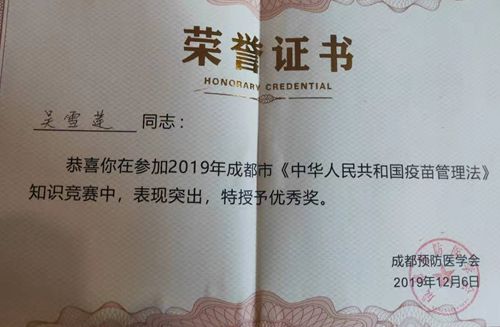 荣誉证书
HONORARY CREDENTIAL
吴雪莲 同志：
恭喜你在参加2019年成都市《中华人民共和国疫苗管理法》
知识竞赛中，表现突出，特授予优秀奖。
成都预防医学会
2019年12月6日